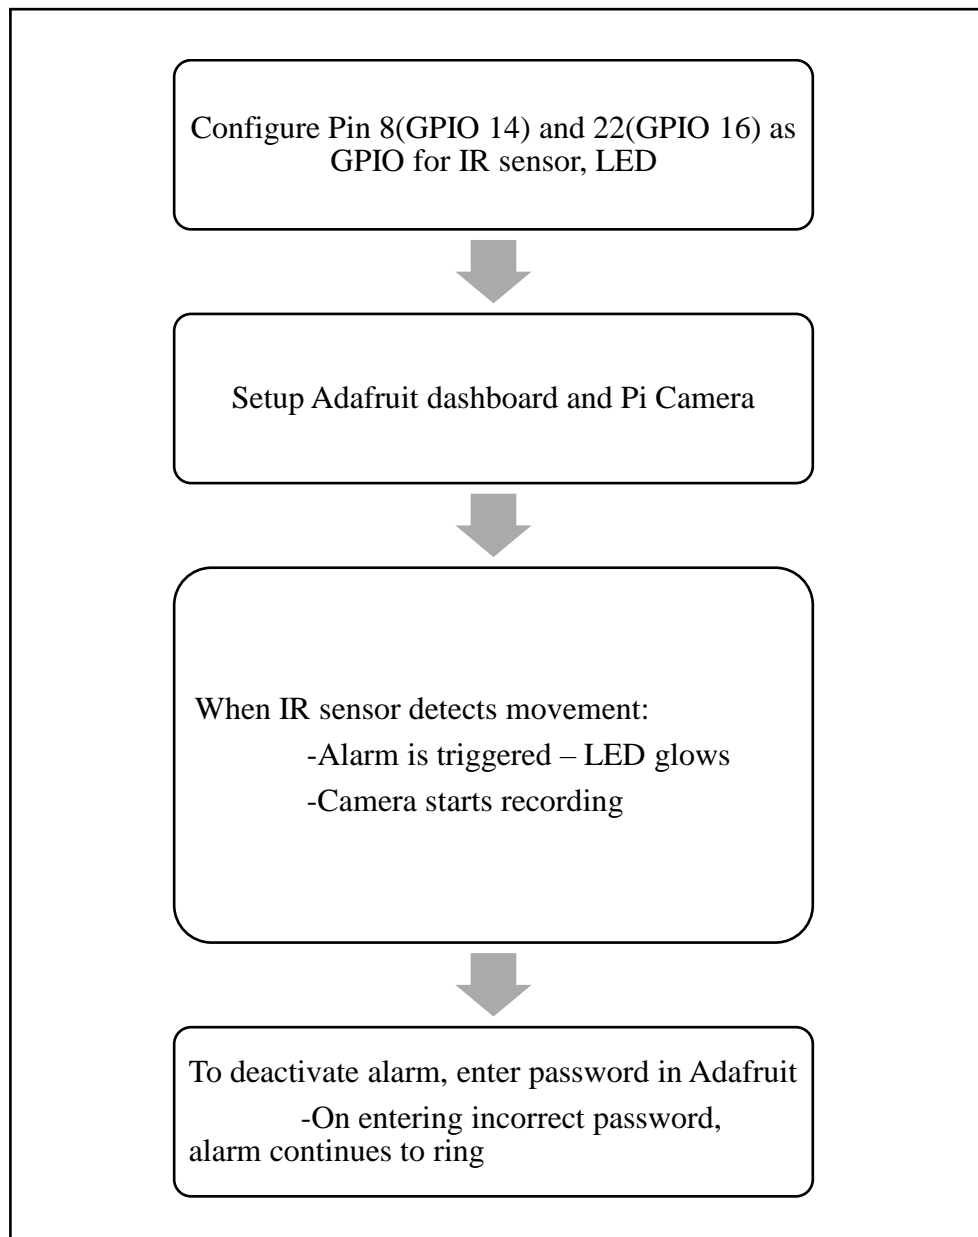 Configure Pin 8(GPIO 14) and 22(GPIO 16) as
GPIO for IR sensor, LED
Setup Adafruit dashboard and Pi Camera
When IR sensor detects movement:
-Alarm is triggered – LED glows
-Camera starts recording
To deactivate alarm, enter password in Adafruit
-On entering incorrect password,
alarm continues to ring